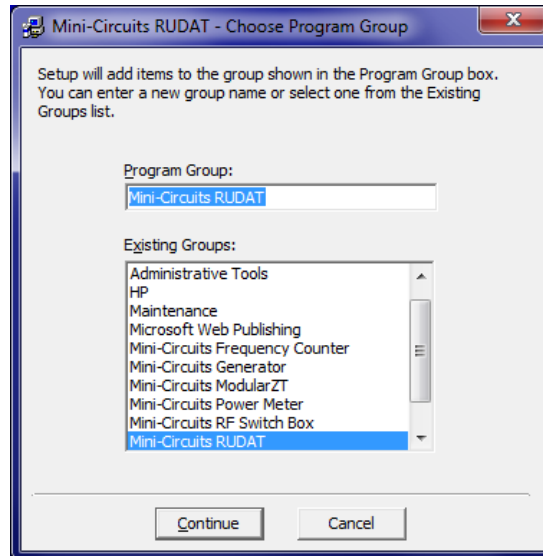 Mini-Circuits RUDAT - Choose Program Group
Setup will add items to the group shown in the Program Group box.
You can enter a new group name or select one from the Existing
Groups list.
Program Group:
Mini-Circuits RUDAT
Existing Groups:
Administrative Tools
HP
Maintenance
Microsoft Web Publishing
Mini-Circuits Frequency Counter
Mini-Circuits Generator
Mini-Circuits ModularZT
Mini-Circuits Power Meter
Mini-Circuits RF Switch Box
Mini-Circuits RUDAT
Continue
Cancel